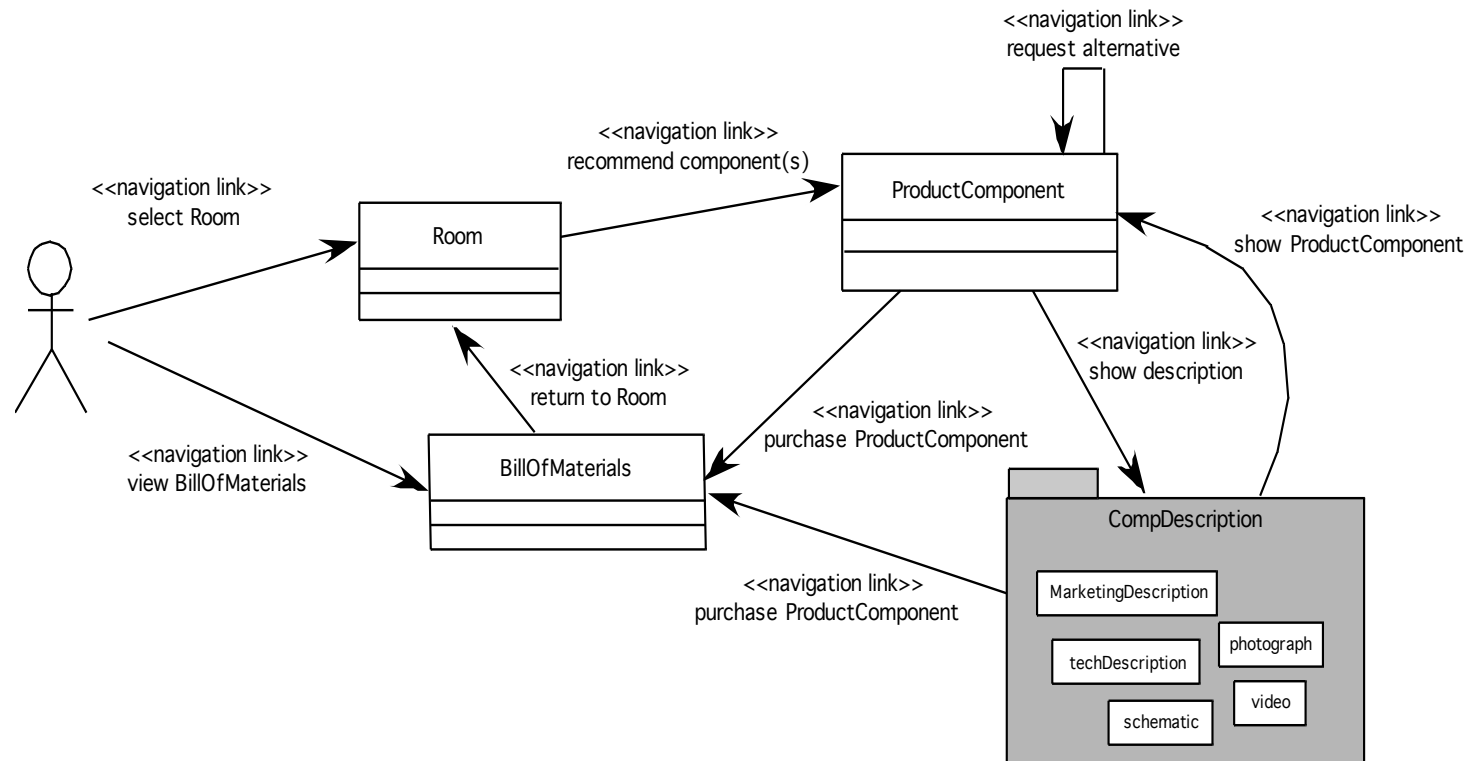 <<navigation link>>
request alternative
<<navigation link>>
recommend component(s)
<<navigation link>>
select Room
ProductComponent
<<navigation link>>
show ProductComponent
Room
<<navigation link>>
show description
<<navigation link>>
return to Room
<<navigation link>>
purchase ProductComponent
<<navigation link>>
view BillOfMaterials
BillOfMaterials
CompDescription
<<navigation link>>
purchase ProductComponent
MarketingDescription
photograph
techDescription
video
schematic